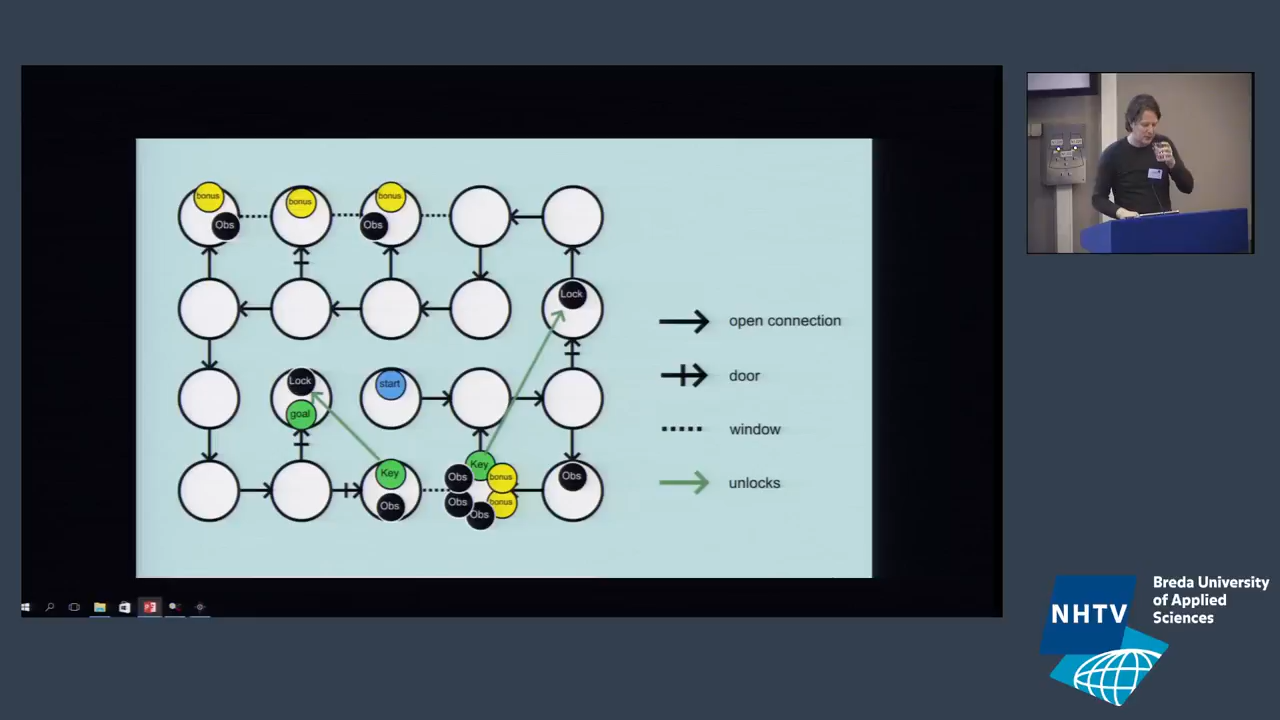 bonus
bonus
bonus
Obs
Obs
Lock
Lock
start
goal
Key
Obs
Key
Obs
Obs
Obs
bonus
bonus
Obs
open connection
door
window
unlocks
NHTV
Breda University
of Applied
Sciences